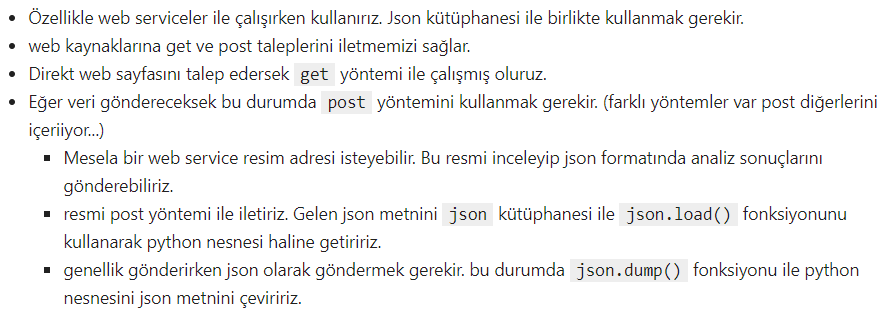 Özellikle web serviceler ile çalışırken kullanırız. Json kütüphanesi ile birlikte kullanmak gerekir.
web kaynaklarına get ve post taleplerini iletmemizi sağlar.
Direkt web sayfasını talep edersek get yöntemi ile çalışmış oluruz.
Eğer veri göndereceksek bu durumda post yöntemini kullanmak gerekir. (farklı yöntemler var post diğerlerini
içeriiyor...)
Mesela bir web service resim adresi isteyebilir. Bu resmi inceleyip json formatında analiz sonuçlarını
gönderebiliriz.
resmi post yöntemi ile iletiriz. Gelen json metnini json kütüphanesi ile json.load() fonksiyonunu
kullanarak python nesnesi haline getiririz.
genellik gönderirken json olarak göndermek gerekir. bu durumda json.dump() fonksiyonu ile python
nesnesini json metnini çeviririz.